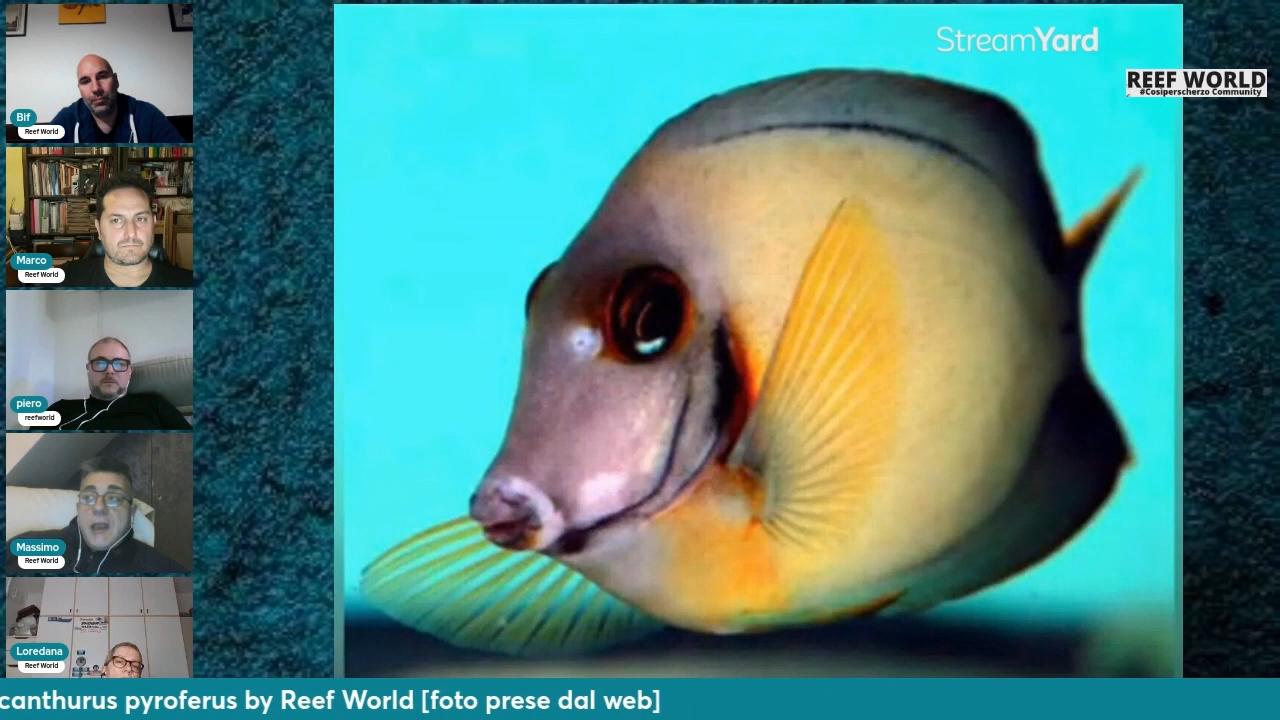 StreamYard
REEF WORLD
#Cosiperscherzo Community
Bif
Reef World
Marco
Reef World
piero
reefworld
Massimo
Reef World
Loredana
Reef World
canthurus pyroferus by Reef World [foto prese dal web]